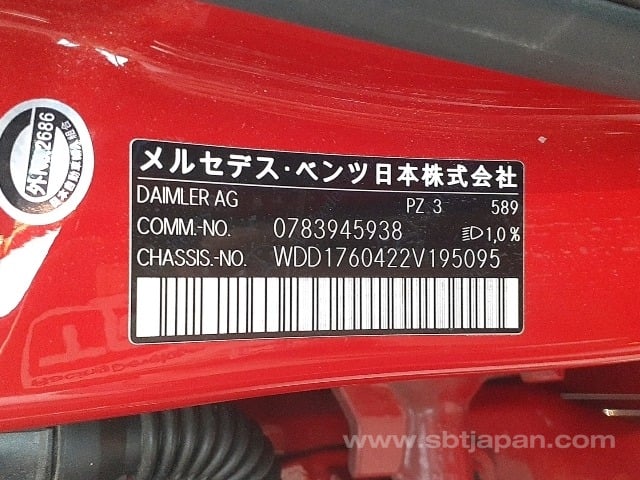 メルセデス・ベンツ日本株式会社
DAIMLER AG PZ 3 589
COMM.-NO. 0783945938 1,0%
CHASSIS.-NO. WDD1760422V195095
2686
www.sbtjapan.com